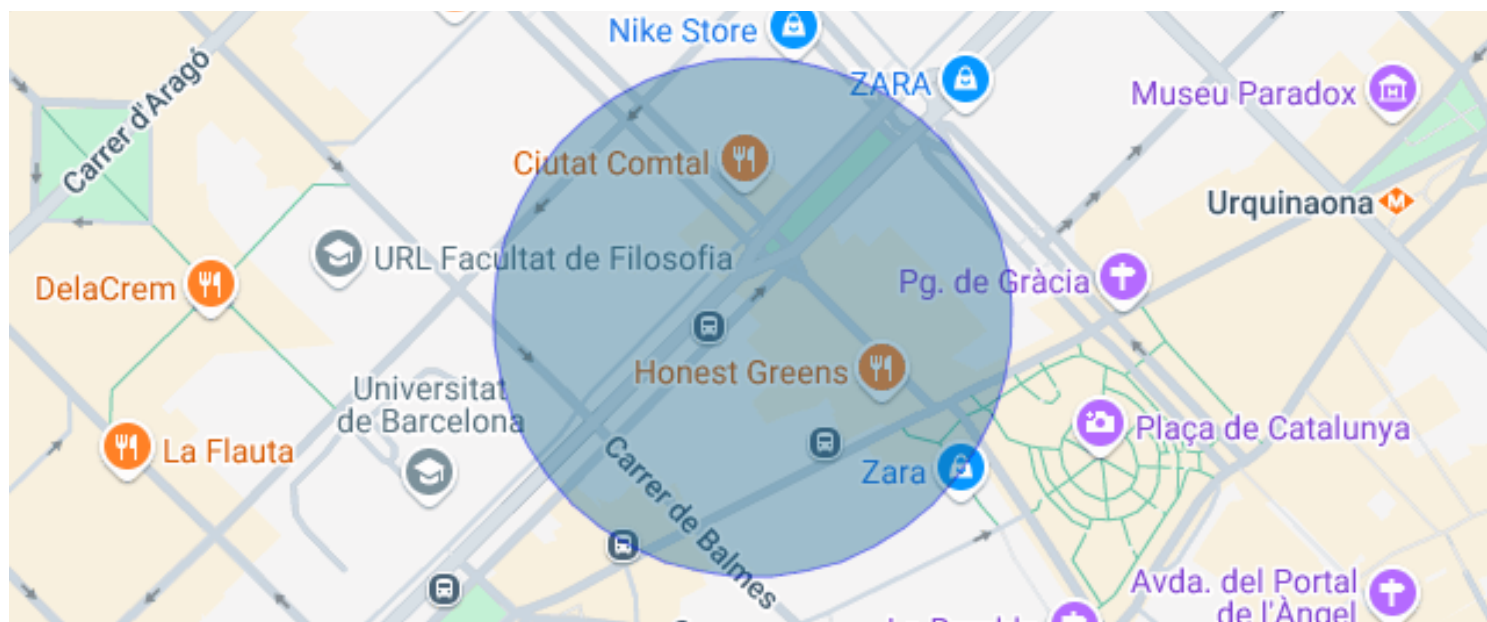 Nike Store
ZARA
Museu Paradox
Carrer d'Aragó
Ciutat Comtal
Urquinaona
M
URL Facultat de Filosofia
DelaCrem
Pg. de Gràcia
Honest Greens
Universitat
de Barcelona
Plaça de Catalunya
La Flauta
Zara
Carrer de Balmes
Avda. del Portal
de l'Àngel